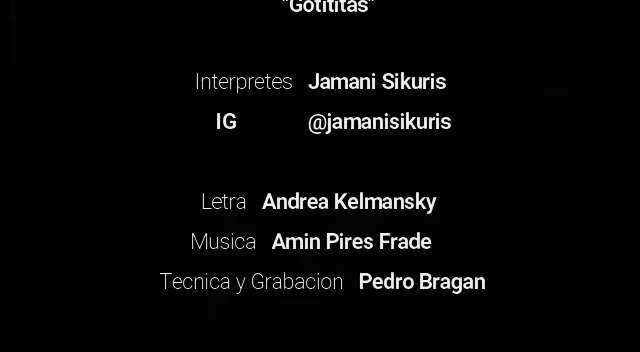 "Gotititas"
Interpretes Jamani Sikuris
IG @jamanisikuris
Letra Andrea Kelmansky
Musica Amin Pires Frade
Tecnica y Grabacion Pedro Bragan